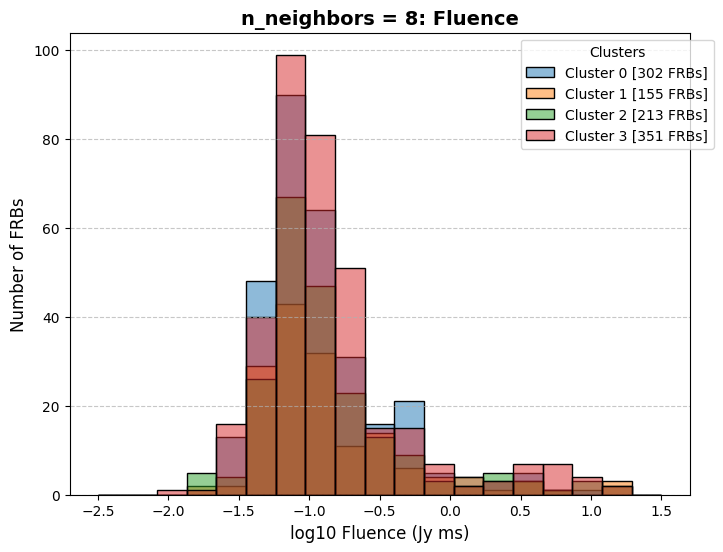 n_neighbors = 8: Fluence
Clusters
Cluster 0 [302 FRBs]
Cluster 1 [155 FRBs]
Cluster 2 [213 FRBs]
Cluster 3 [351 FRBs]
Number of FRBs
100
80
60
40
20
0
−2.5 −2.0 −1.5 −1.0 −0.5 0.0 0.5 1.0 1.5
log10 Fluence (Jy ms)